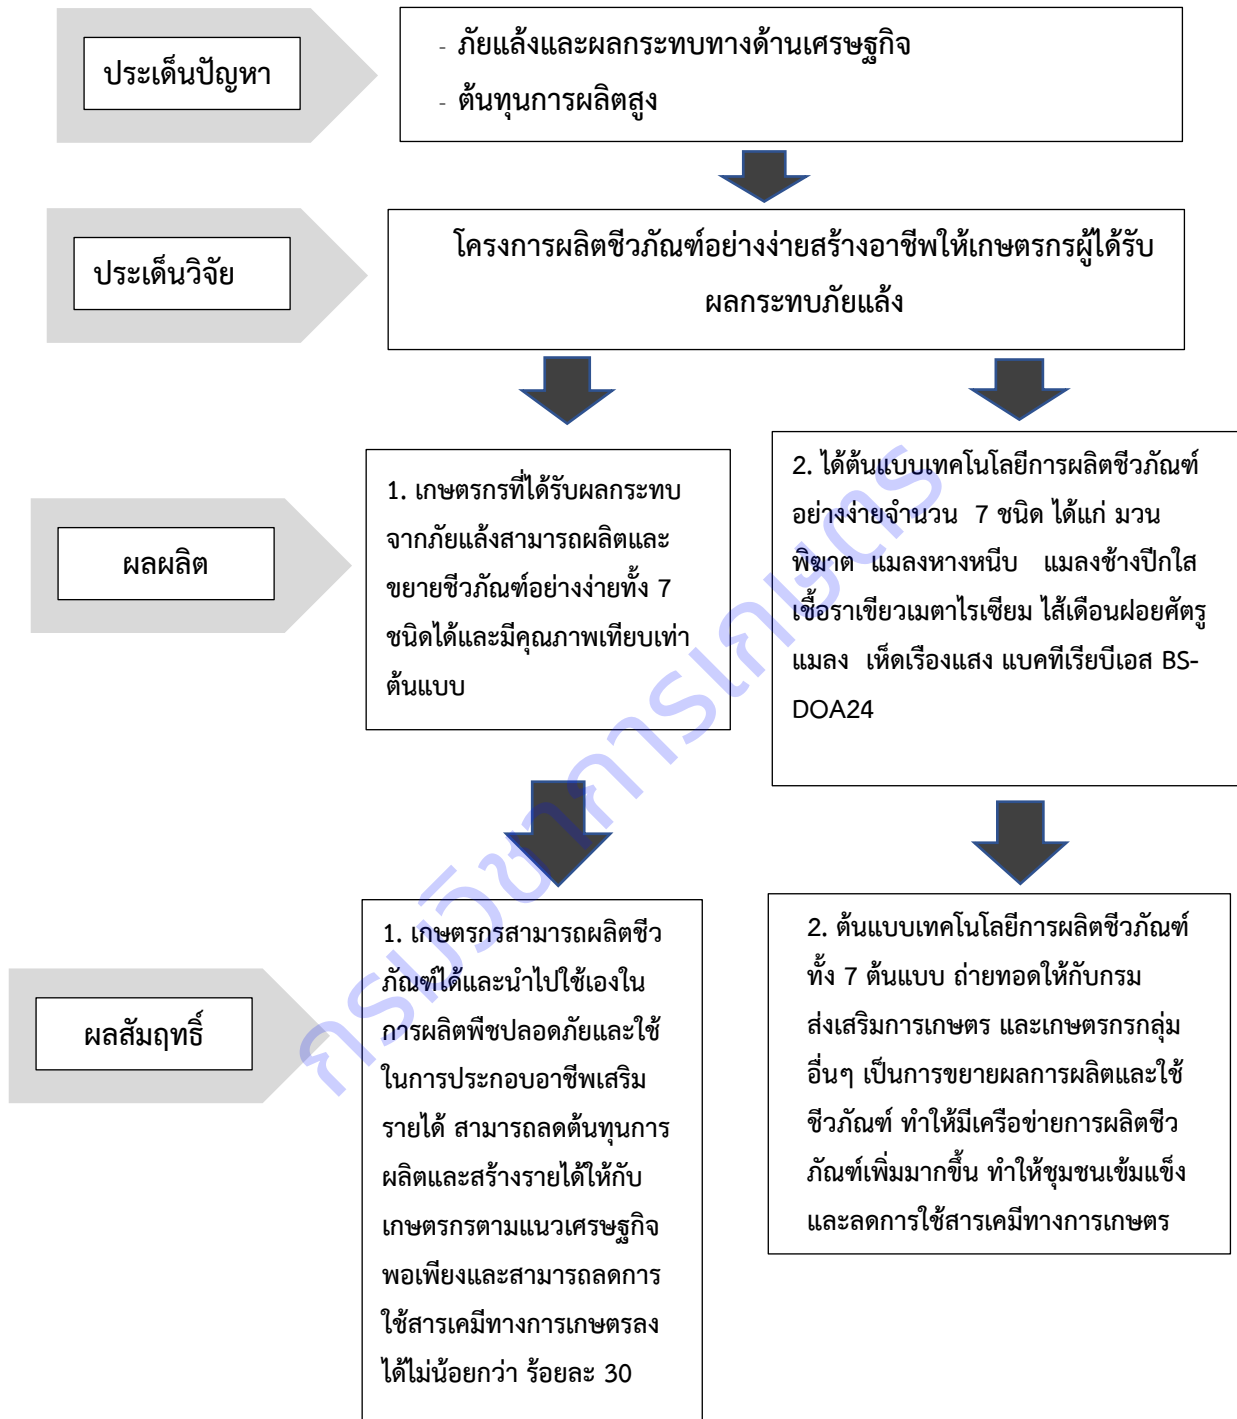 ประเด็นปัญหา
- ภัยแล้งและผลกระทบทางด้านเศรษฐกิจ
- ต้นทุนการผลิตสูง
ประเด็นวิจัย
โครงการผลิตชีวภัณฑ์อย่างง่ายสร้างอาชีพให้เกษตรกรผู้ได้รับ
ผลกระทบภัยแล้ง
ผลผลิต
1. เกษตรกรที่ได้รับผลกระทบ
จากภัยแล้งสามารถผลิตและ
ขยายชีวภัณฑ์อย่างง่ายทั้ง 7
ชนิดได้และมีคุณภาพเทียบเท่า
ต้นแบบ
2. ได้ต้นแบบเทคโนโลยีการผลิตชีวภัณฑ์
อย่างง่ายจำนวน 7 ชนิด ได้แก่ มวน
พิฆาต แมลงหางหนีบ แมลงช้างปีกใส
เชื้อราเขียวเมตาไรเซียม ไส้เดือนฝอยศัตรู
แมลง เห็ดเรืองแสง แบคทีเรียบีเอส BS-
DOA24
ผลสัมฤทธิ์
1. เกษตรกรสามารถผลิตชีว
ภัณฑ์ได้และนำไปใช้เองใน
การผลิตพืชปลอดภัยและใช้
ในการประกอบอาชีพเสริม
รายได้ สามารถลดต้นทุนการ
ผลิตและสร้างรายได้ให้กับ
เกษตรกรตามแนวเศรษฐกิจ
พอเพียงและสามารถลดการ
ใช้สารเคมีทางการเกษตรลง
ได้ไม่น้อยกว่า ร้อยละ 30
2. ต้นแบบเทคโนโลยีการผลิตชีวภัณฑ์
ทั้ง 7 ต้นแบบ ถ่ายทอดให้กับกรม
ส่งเสริมการเกษตร และเกษตรกรกลุ่ม
อื่นๆ เป็นการขยายผลการผลิตและใช้
ชีวภัณฑ์ ทำให้มีเครือข่ายการผลิตชีว
ภัณฑ์เพิ่มมากขึ้น ทำให้ชุมชนเข้มแข็ง
และลดการใช้สารเคมีทางการเกษตร
กรมวิชาการเกษตร